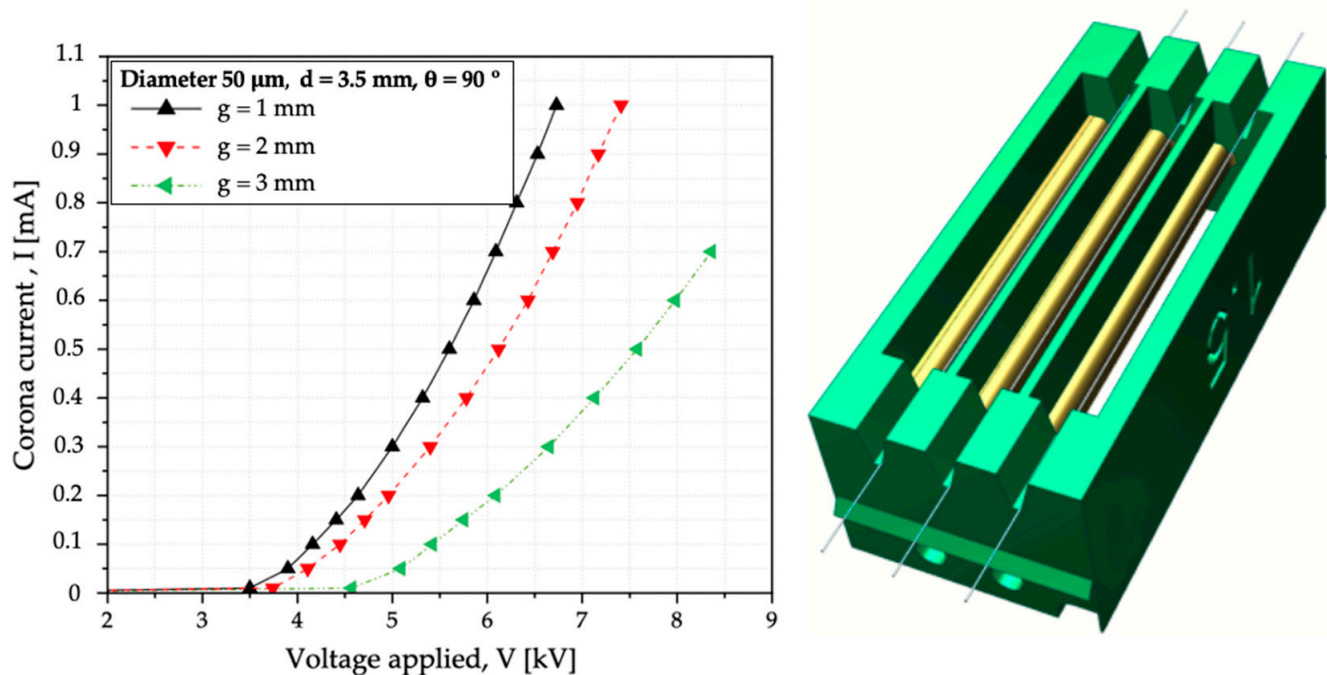 Diameter 50 μm, d = 3.5 mm, θ = 90 º
g = 1 mm
g = 2 mm
g = 3 mm
1.1
1
0.9
0.8
0.7
0.6
0.5
0.4
0.3
0.2
0.1
0
Corona current , I [mA]
2 3 4 5 6 7 8 9
Voltage applied, V [kV]